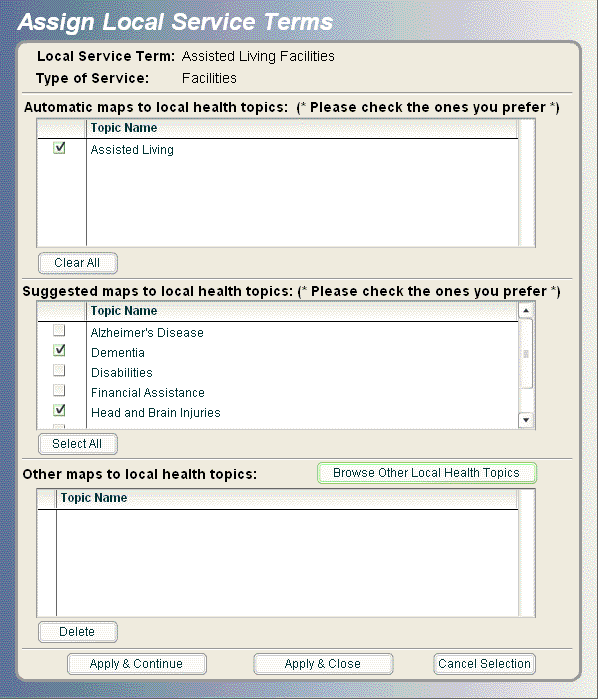 Assign Local Service Terms
Local Service Term: Assisted Living Facilities
Type of Service: Facilities
Automatic maps to local health topics: (* Please check the ones you prefer *)
Topic Name
Assisted Living
Clear All
Suggested maps to local health topics: (* Please check the ones you prefer *)
Topic Name
Alzheimer's Disease
Dementia
Disabilities
Financial Assistance
Head and Brain Injuries
Select All
Other maps to local health topics: Browse Other Local Health Topics
Topic Name
Delete
Apply & Continue Apply & Close Cancel Selection